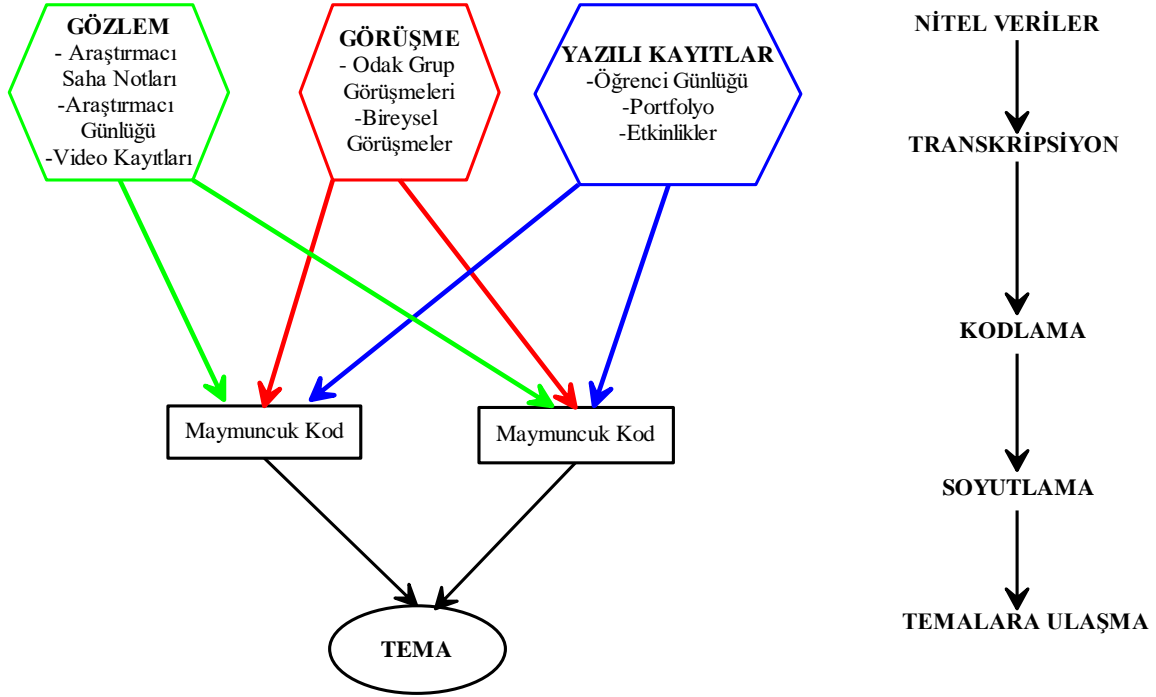 GÖZLEM
- Araştırmacı
Saha Notları
-Araştırmacı
Günlüğü
-Video Kayıtları
GÖRÜŞME
- Odak Grup
Görüşmeleri
-Bireysel
Görüşmeler
YAZILI KAYITLAR
-Öğrenci Günlüğü
-Portfolyo
-Etkinlikler
Maymuncuk Kod
Maymuncuk Kod
TEMA
NİTEL VERİLER
TRANSKRİPSİYON
KODLAMA
SOYUTLAMA
TEMALARA ULAŞMA